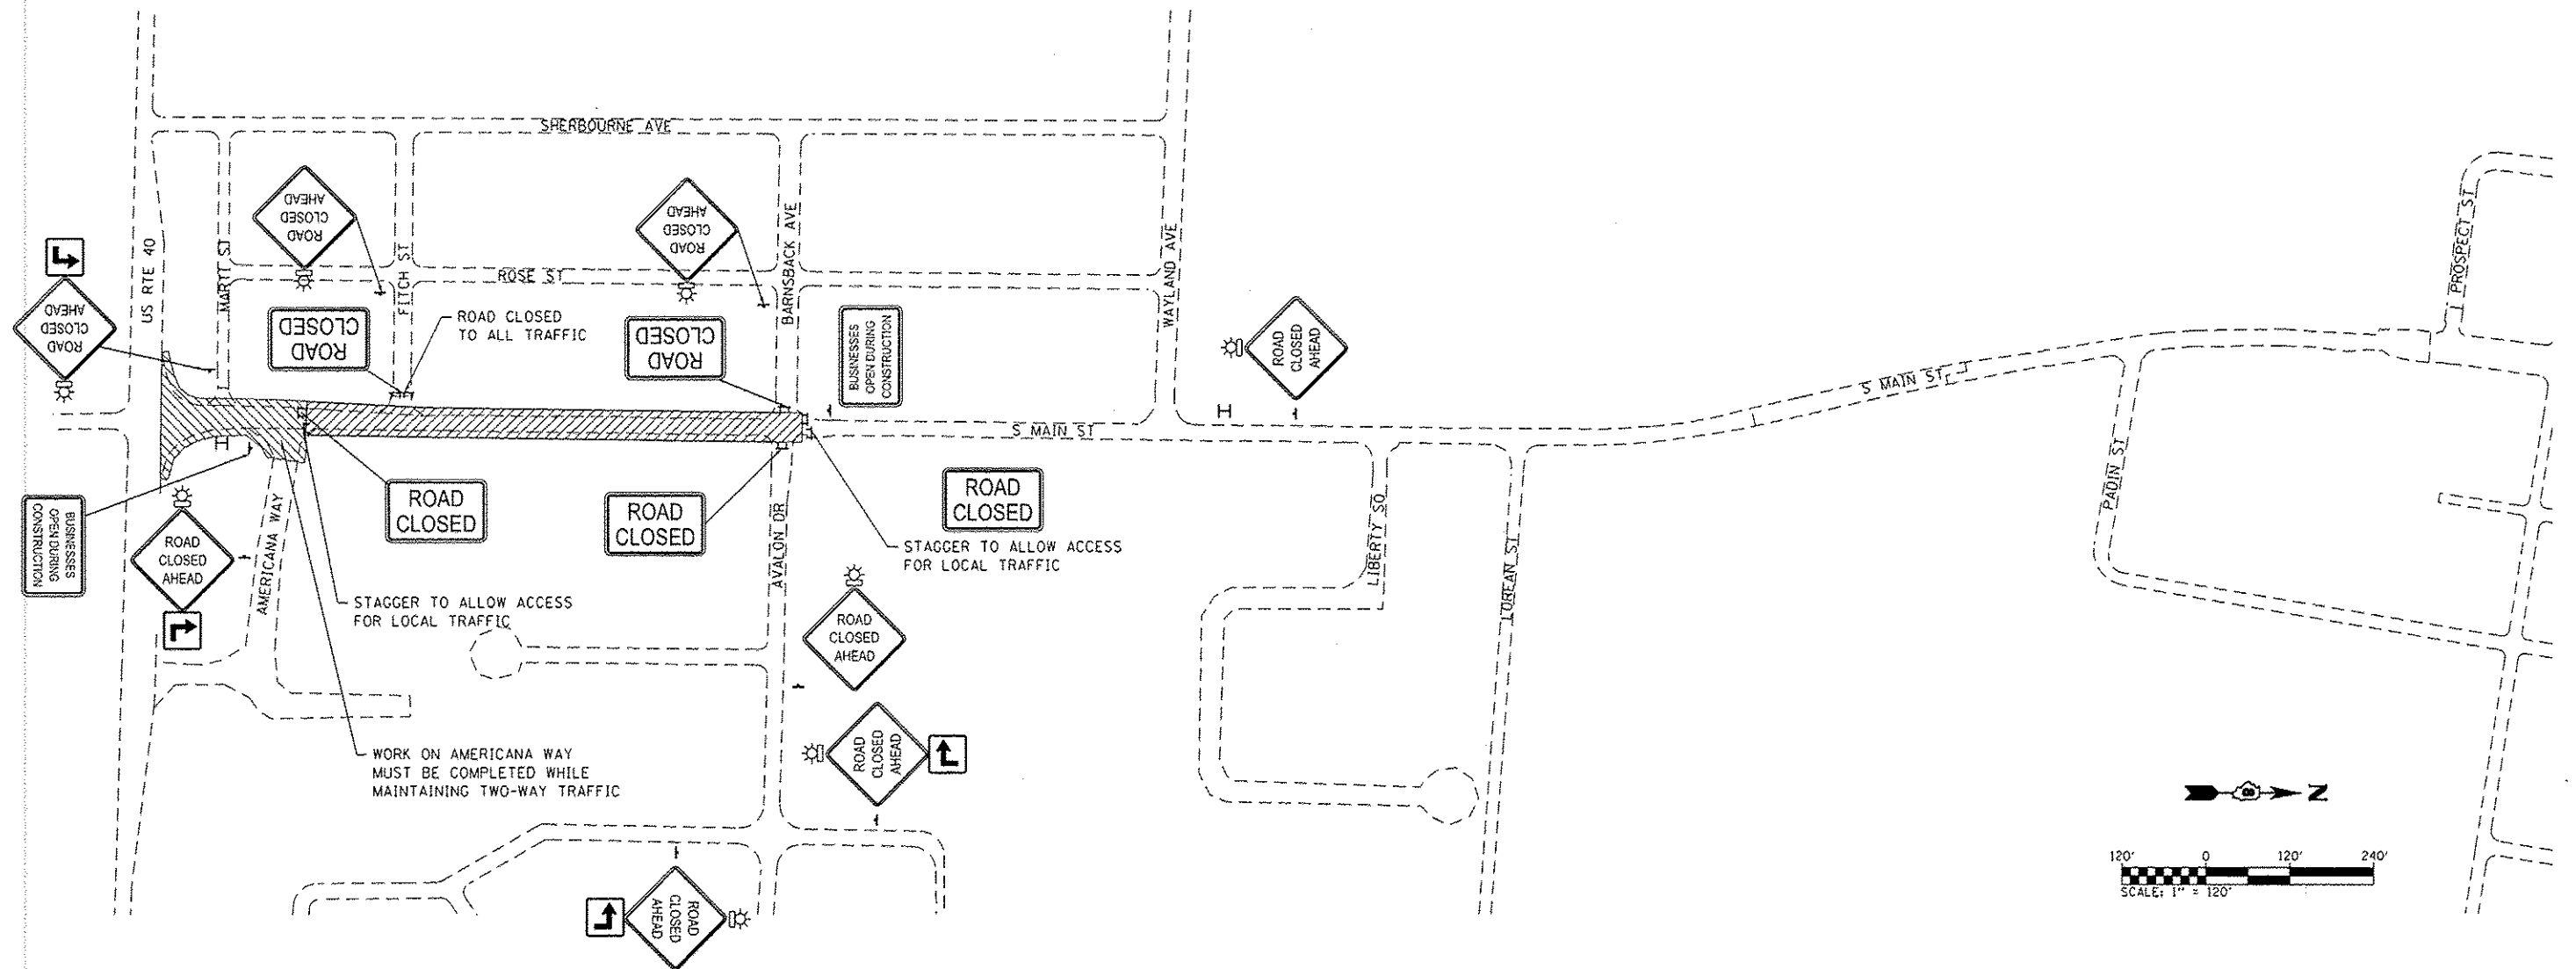 SHERBOURNE AVE
US RTE 40
MARTI ST
FITCH ST
ROSE ST
BARNSBACK AVE
WAYLAND AVE
PROSPECT ST
S MAIN ST
S MAIN ST
PADIN ST
LIBERTY SQ
LOREAN ST
AVALON DR
AMERICANA WAY
ROAD
CLOSED
AHEAD
ROAD
CLOSED
AHEAD
ROAD
CLOSED
AHEAD
ROAD
CLOSED
ROAD CLOSED
TO ALL TRAFFIC
ROAD
CLOSED
BUSINESSES
OPEN DURING
CONSTRUCTION
ROAD
CLOSED
AHEAD
H
H
BUSINESSES
OPEN DURING
CONSTRUCTION
ROAD
CLOSED
AHEAD
ROAD
CLOSED
ROAD
CLOSED
ROAD
CLOSED
STAGGER TO ALLOW ACCESS
FOR LOCAL TRAFFIC
STAGGER TO ALLOW ACCESS
FOR LOCAL TRAFFIC
ROAD
CLOSED
AHEAD
ROAD
CLOSED
AHEAD
WORK ON AMERICANA WAY
MUST BE COMPLETED WHILE
MAINTAINING TWO-WAY TRAFFIC
ROAD
CLOSED
AHEAD
N
120' 0 120' 240'
SCALE: 1" = 120'